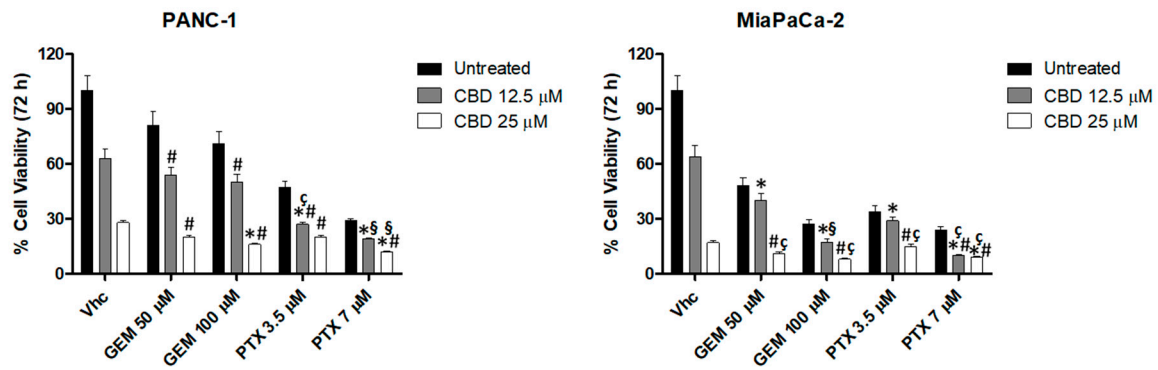 PANC-1
% Cell Viability (72 h)
120
90
60
30
0
#
#
#
*#
ç
*#
#
*§
§
*#
Vhc
GEM 50 µM
GEM 100 µM
PTX 3.5 µM
PTX 7 µM
Untreated
CBD 12.5 µM
CBD 25 µM
MiaPaCa-2
% Cell Viability (72 h)
120
90
60
30
0
*
#ç
*§
#ç
*
#ç
ç
*#
ç
*#
Vhc
GEM 50 µM
GEM 100 µM
PTX 3.5 µM
PTX 7 µM
Untreated
CBD 12.5 µM
CBD 25 µM